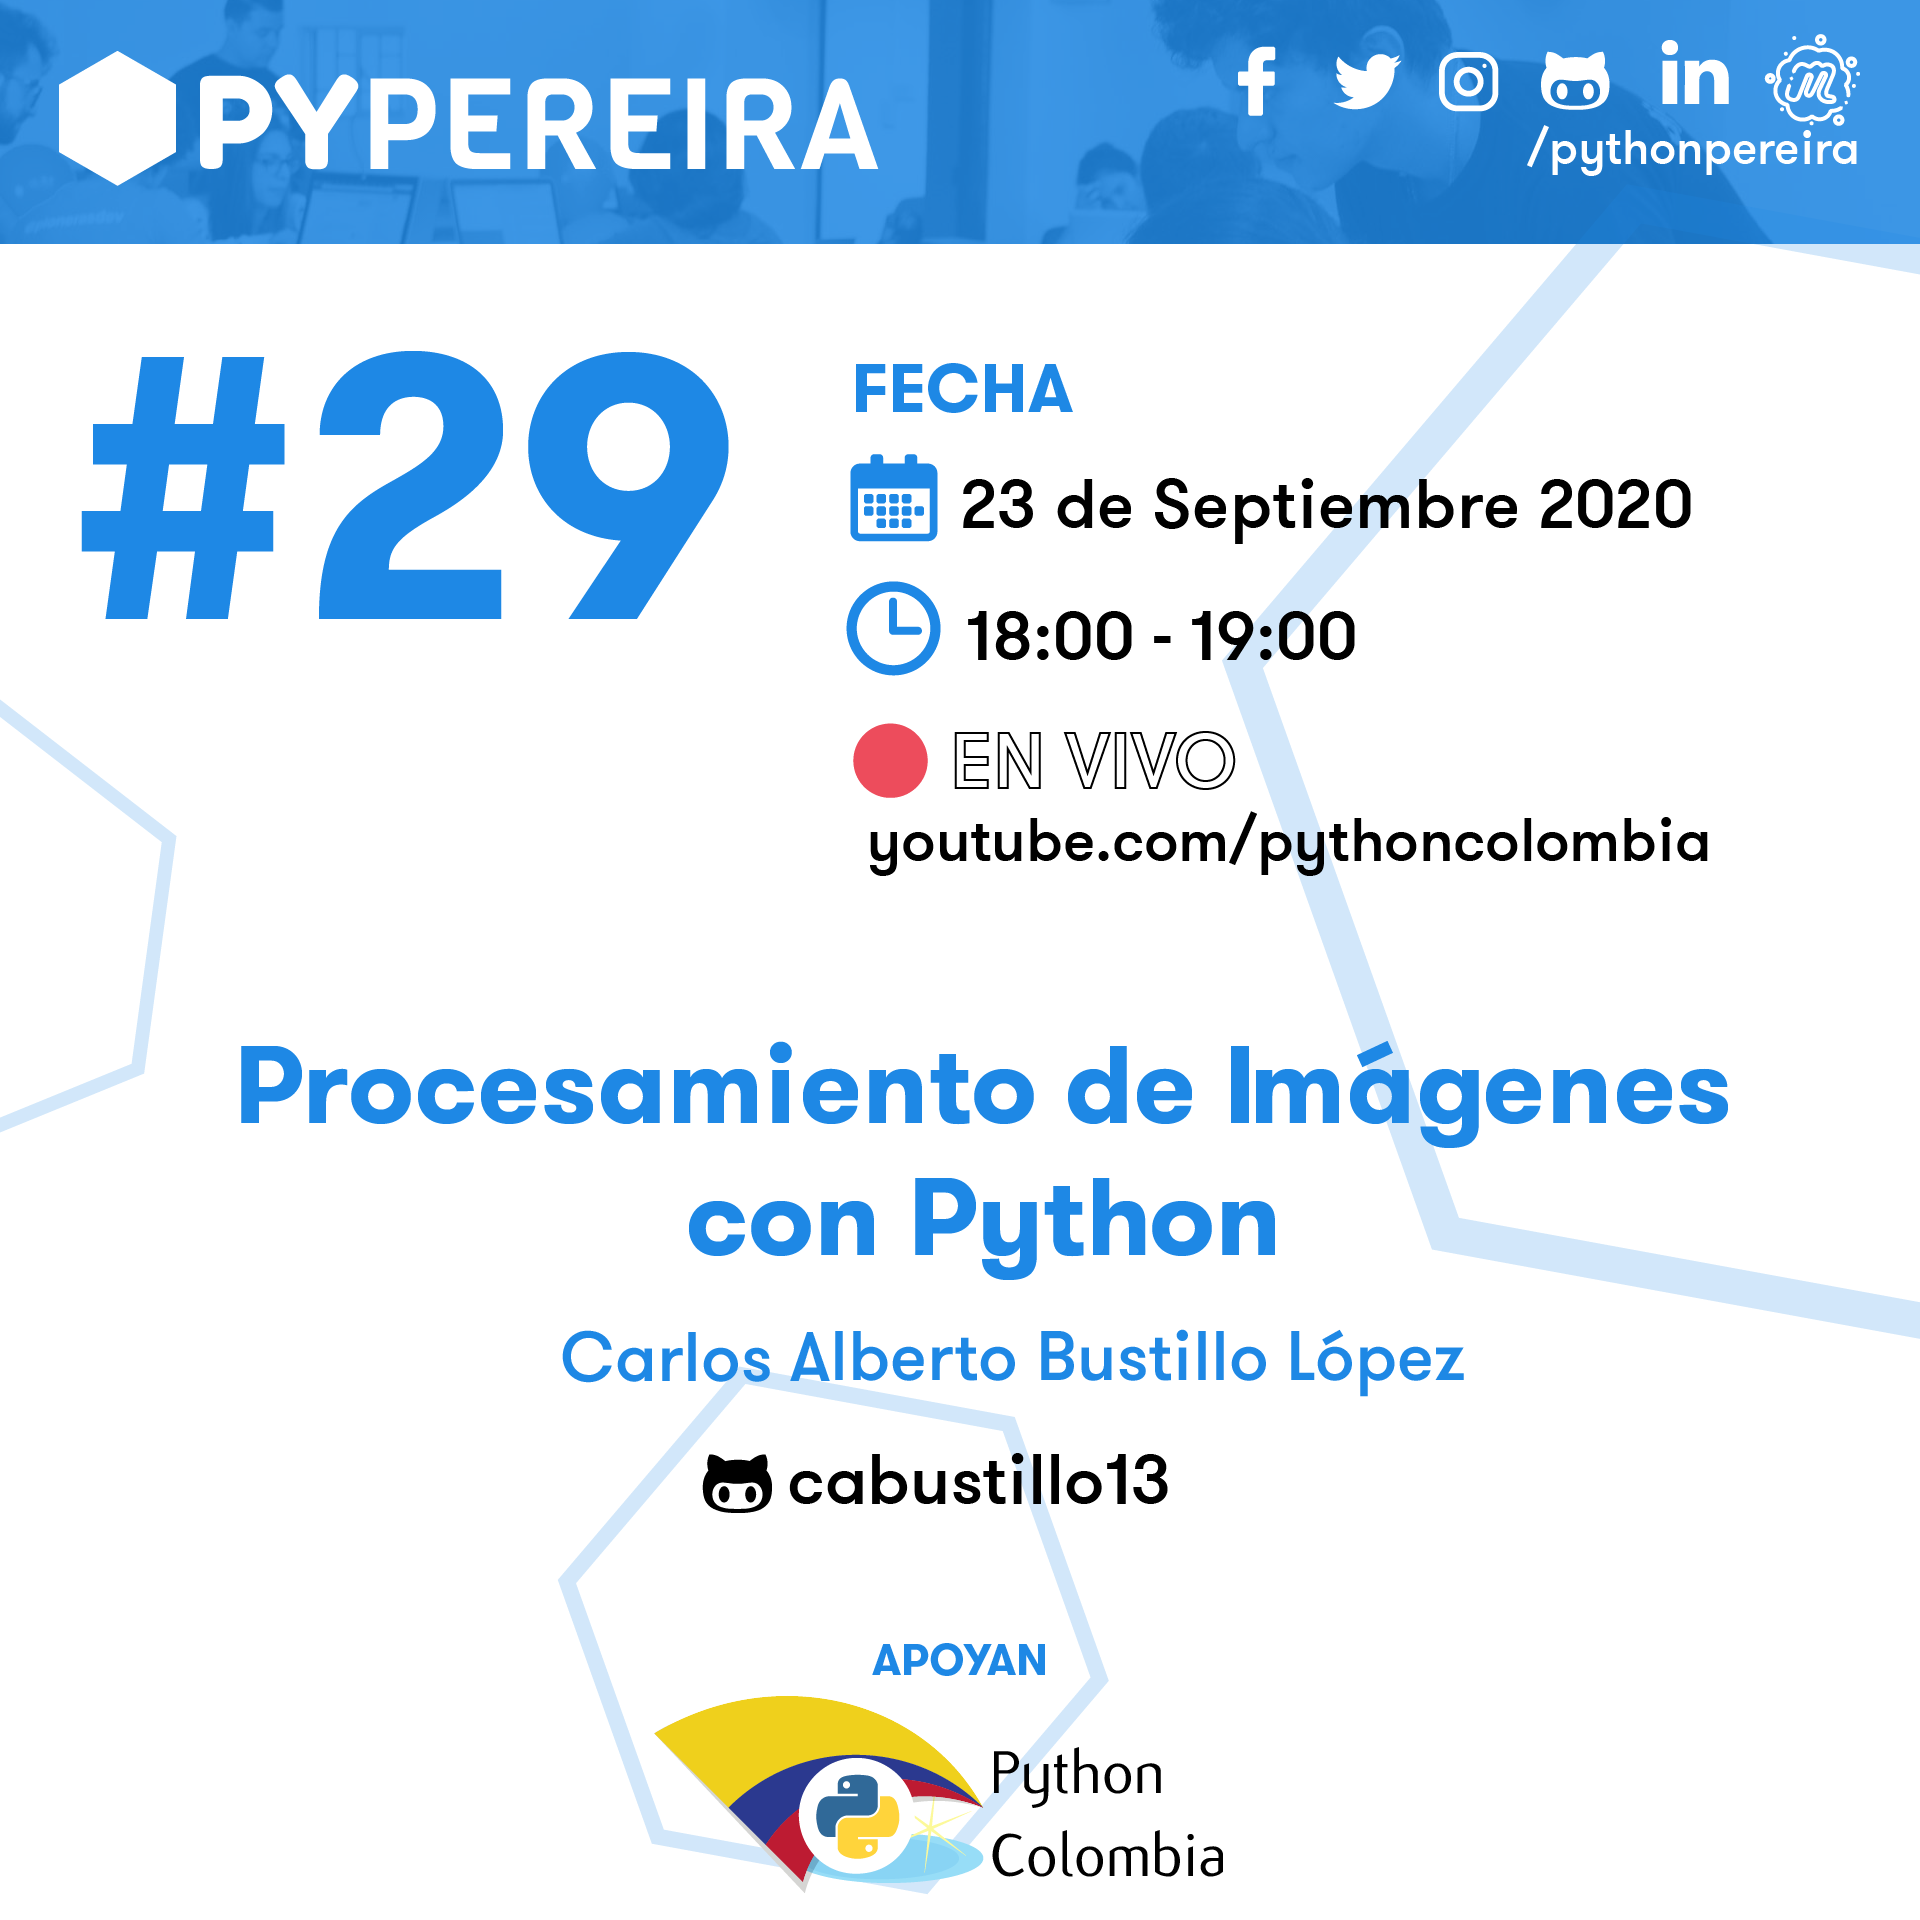 PYPEREIRA
/pythonpereira
#29
FECHA
23 de Septiembre 2020
18:00 - 19:00
EN VIVO
youtube.com/pythoncolombia
Procesamiento de Imágenes
con Python
Carlos Alberto Bustillo López
cabustillo13
APOYAN
Python
Colombia